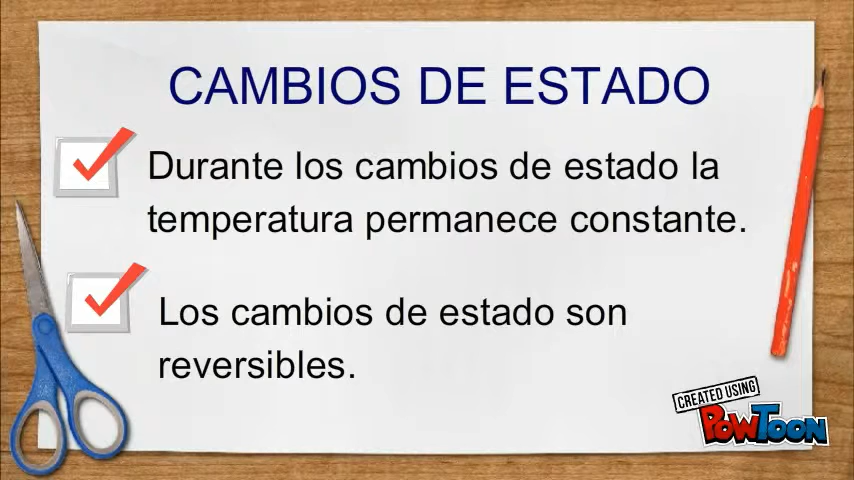 CAMBIOS DE ESTADO
Durante los cambios de estado la
temperatura permanece constante.
Los cambios de estado son
reversibles.
CREATED USING
POWTOON